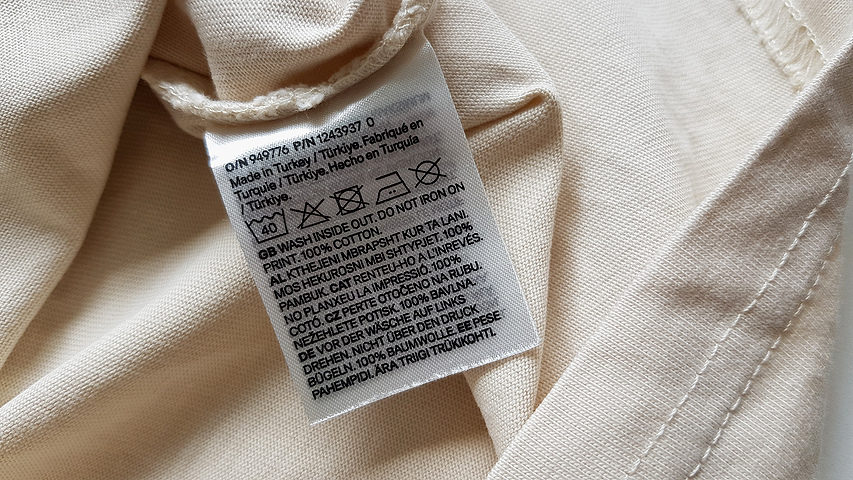 O/N 949776 P/N 1243937 0
Made in Turkey / Türkiye. Fabriqué en
Turquie / Türkiye. Hecho en Turquía
/ Türkiye.
40
GB WASH INSIDE OUT. DO NOT IRON ON
PRINT. 100% COTTON.
AL KTHEJENI MBRAPSHT KUR TA LANI.
MOS HEKUROSNI MBI SHTYPJET. 100%
PAMBUK. CAT RENTEU-HO A L'INREVÉS.
NO PLANXEU LA IMPRESSIÓ. 100%
COTÓ. CZ PERTE OTOČENO NA RUBU.
NEŽEHLETE POTISK. 100% BAVLNA.
DE VOR DER WÄSCHE AUF LINKS
DREHEN. NICHT ÜBER DEN DRUCK
BÜGELN. 100% BAUMWOLLE. EE PESE
PAHEMPIDI. ÄRA TRIIGI TRÜKIKOHTI.